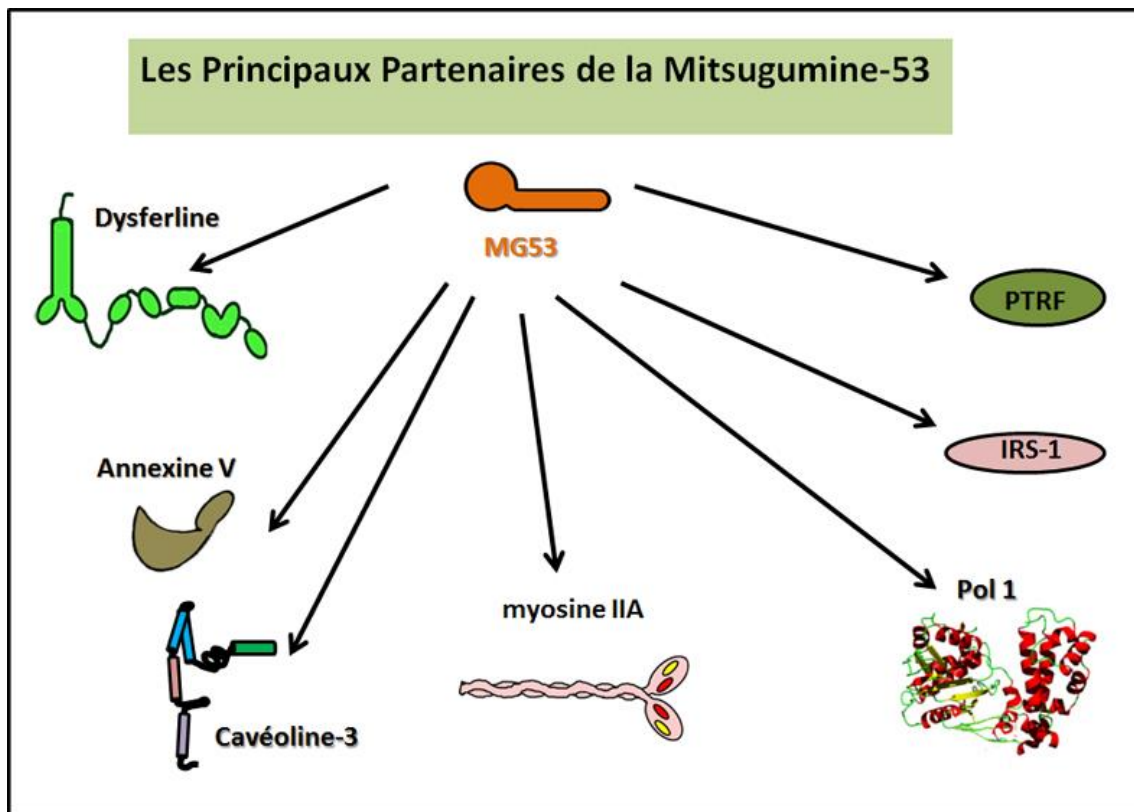 Les Principaux Partenaires de la Mitsugumine-53
Dysferline
MG53
PTRF
IRS-1
Annexine V
Pol 1
myosine IIA
Cavéoline-3